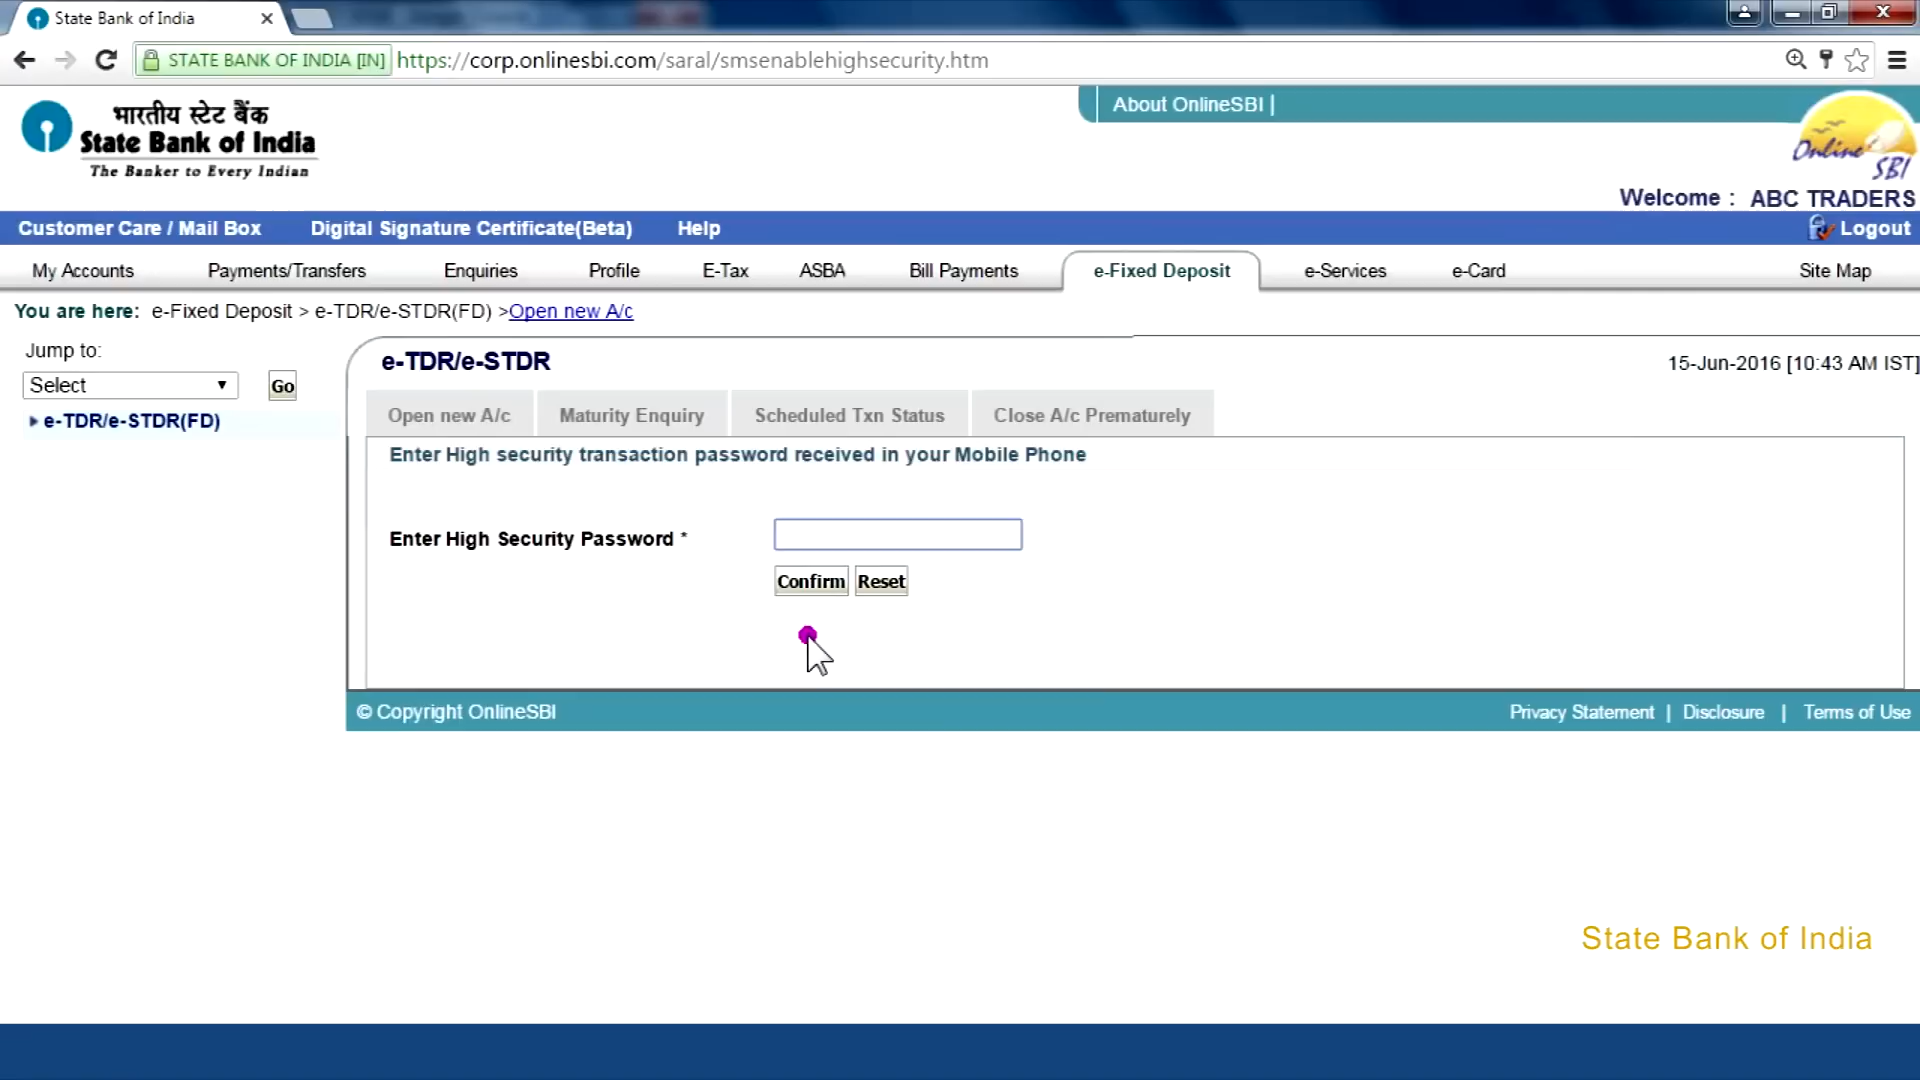 State Bank of India
STATE BANK OF INDIA [IN] https://corp.onlinesbi.com/saral/smsenablehighsecurity.htm
About OnlineSBI |
भारतीय स्टेट बैंक
State Bank of India
The Banker to Every Indian
Online SBI
Welcome : ABC TRADERS
Customer Care / Mail Box Digital Signature Certificate(Beta) Help Logout
My Accounts Payments/Transfers Enquiries Profile E-Tax ASBA Bill Payments e-Fixed Deposit e-Services e-Card Site Map
You are here: e-Fixed Deposit > e-TDR/e-STDR(FD) >Open new A/c
Jump to:
Select Go
e-TDR/e-STDR(FD)
e-TDR/e-STDR
15-Jun-2016 [10:43 AM IST]
Open new A/c Maturity Enquiry Scheduled Txn Status Close A/c Prematurely
Enter High security transaction password received in your Mobile Phone
Enter High Security Password *
Confirm Reset
© Copyright OnlineSBI Privacy Statement | Disclosure | Terms of Use
State Bank of India